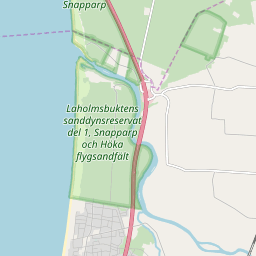 Snapparp
Laholmsbuktens
sanddynsreservat
del 1, Snapparp
och Höka
flygsandfält